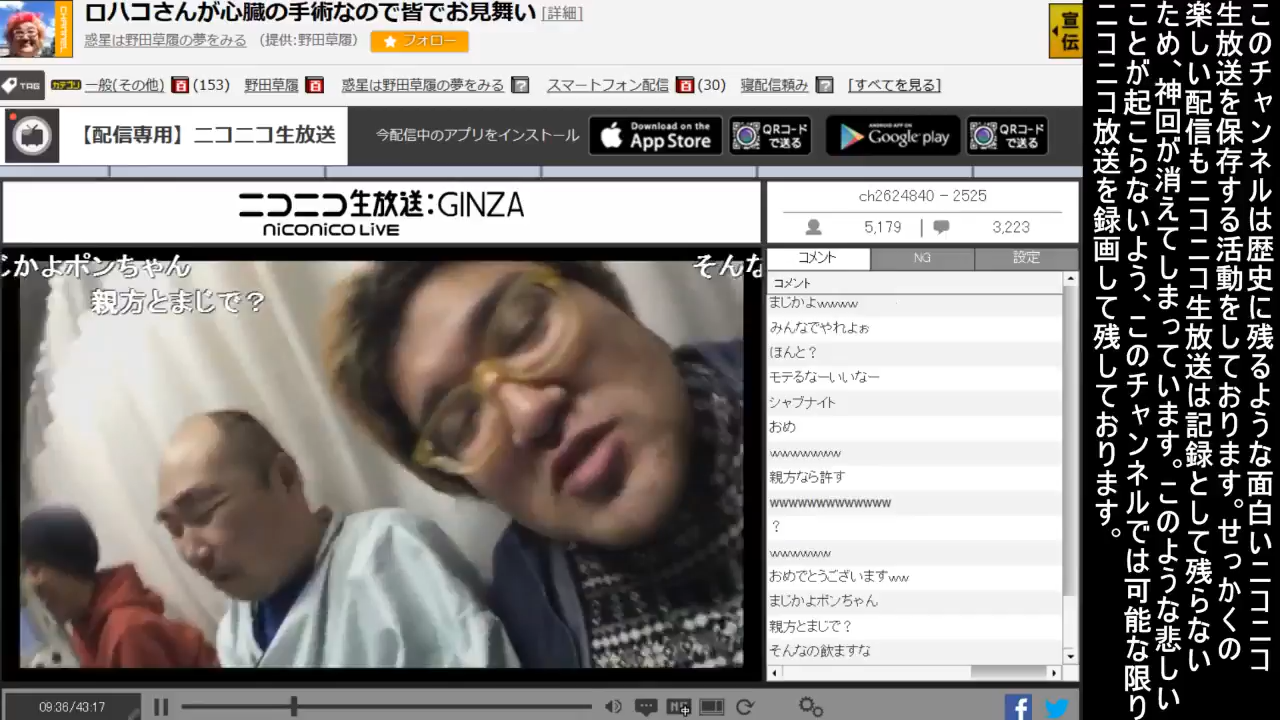 ロハコさんが心臓の手術なので皆でお見舞い [詳細]
惑星は野田草履の夢をみる （提供:野田草履） フォロー
CHANNEL
宣伝
TAG カテゴリ 一般(その他) (153) 野田草履 惑星は野田草履の夢をみる ? スマートフォン配信 (30) 寝配信頼み ? [すべてを見る]
【配信専用】ニコニコ生放送
今配信中のアプリをインストール
Download on the App Store
QRコードで送る
ANDROID APP ON Google play
QRコードで送る
ニコニコ生放送:GINZA
niconico LIVE
ch2624840 - 2525
5,179 | 3,223
コメント NG 設定
コメント
まじかよwwww
みんなでやれよぉ
ほんと？
モテるなーいいなー
シャブナイト
おめ
wwwwwww
親方なら許す
wwwwwwwwwwwww
？
wwwwww
おめでとうございますww
まじかよポンちゃん
親方とまじで？
そんなの飲ますな
じかよポンちゃん
そんな
親方とまじで？
09:36/43:17
このチャンネルは歴史に残るような面白いニコニコ
生放送を保存する活動をしております。せっかくの
楽しい配信もニコニコ生放送は記録として残らない
ため、神回が消えてしまっています。このような悲しい
ことが起こらないよう、このチャンネルでは可能な限り
ニコニコ放送を録画して残しております。